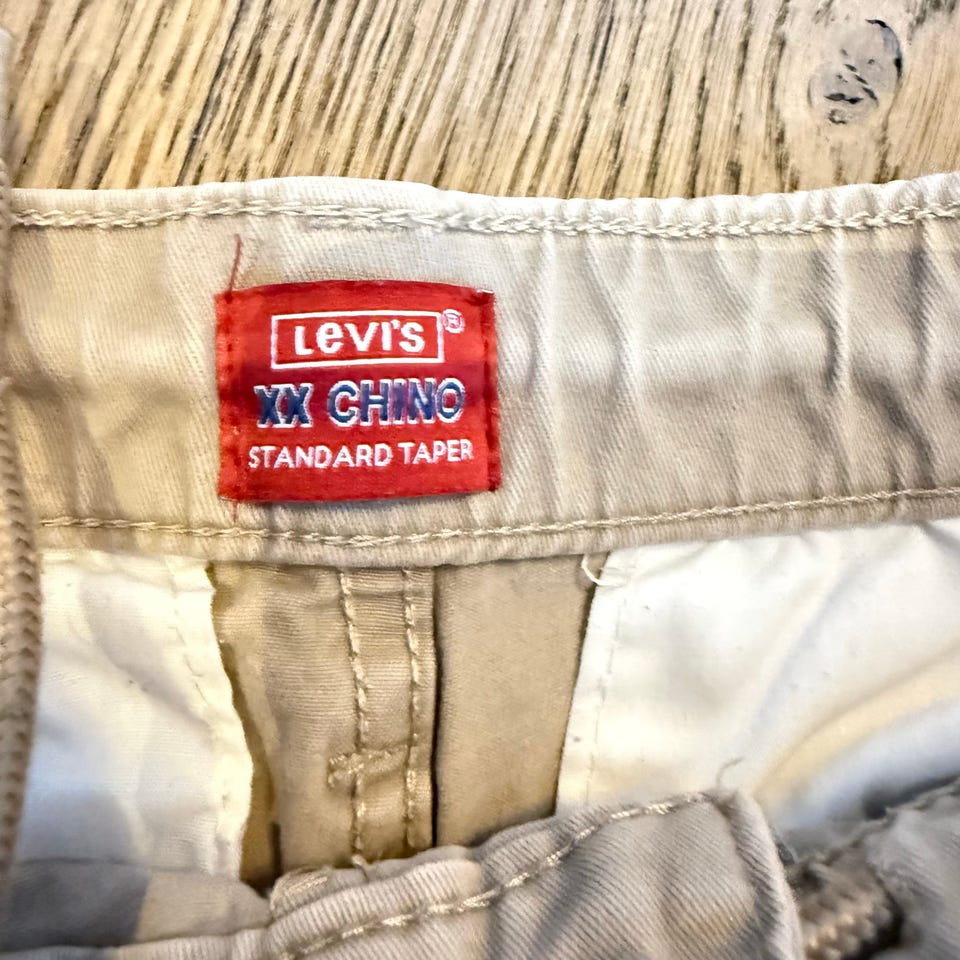 Levi's®
XX CHINO
STANDARD TAPER